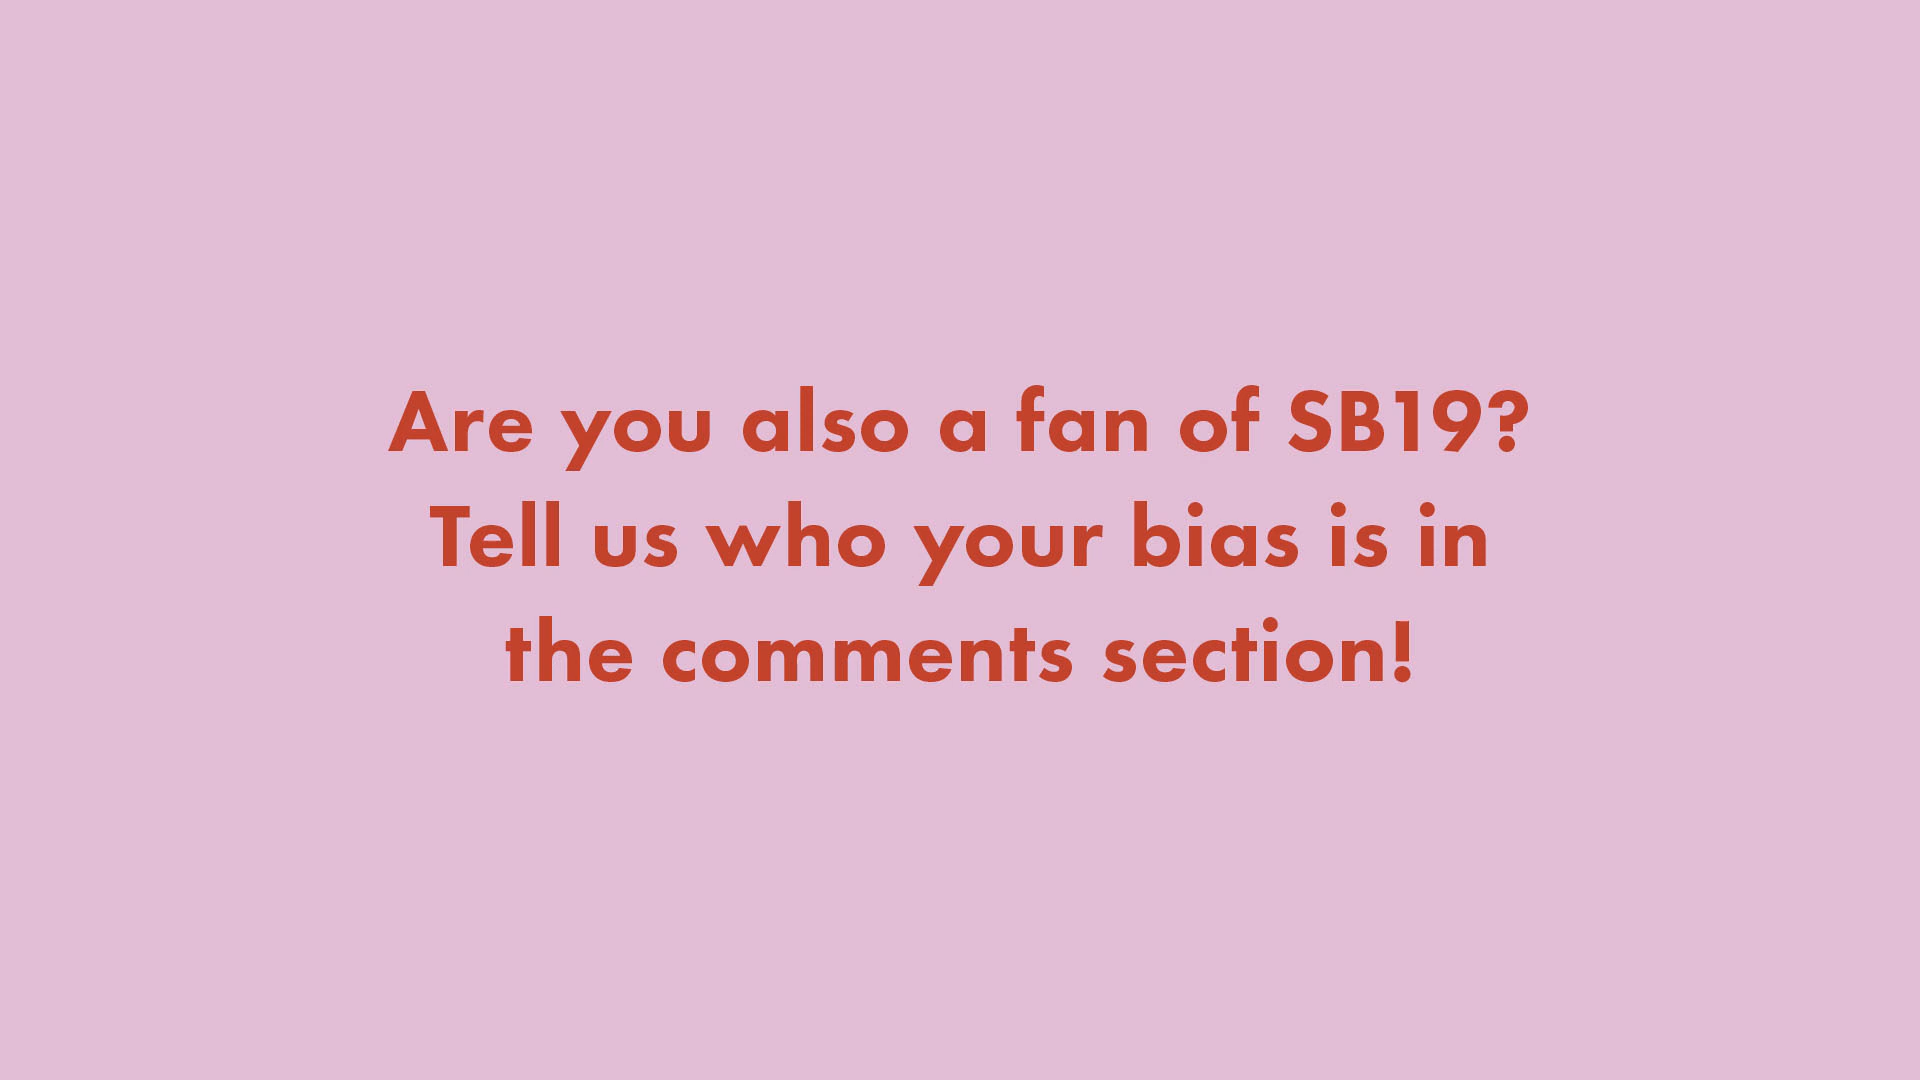 Are you also a fan of SB19?
Tell us who your bias is in
the comments section!